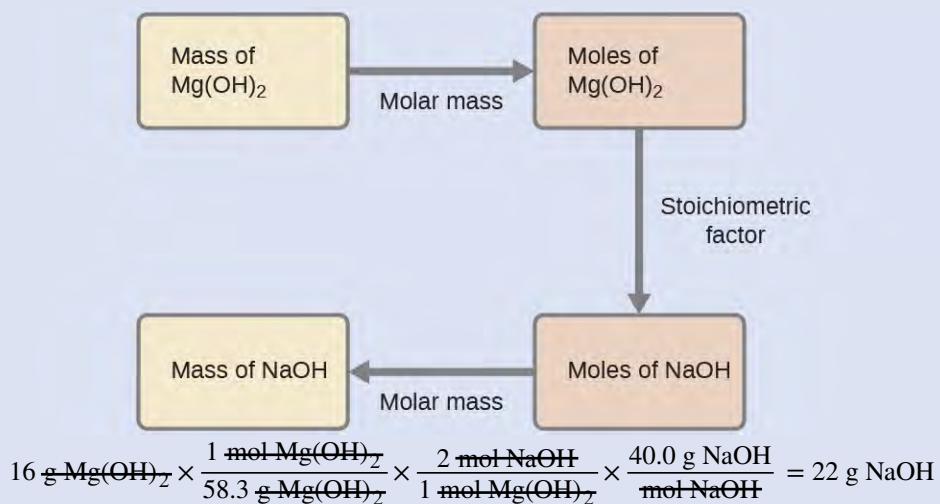 Mass of
Mg(OH)₂
Molar mass
Moles of
Mg(OH)₂
Stoichiometric
factor
Mass of NaOH
Molar mass
Moles of NaOH
16 g Mg(OH)₂ × 1 mol Mg(OH)₂ / 58.3 g Mg(OH)₂ × 2 mol NaOH / 1 mol Mg(OH)₂ × 40.0 g NaOH / mol NaOH = 22 g NaOH